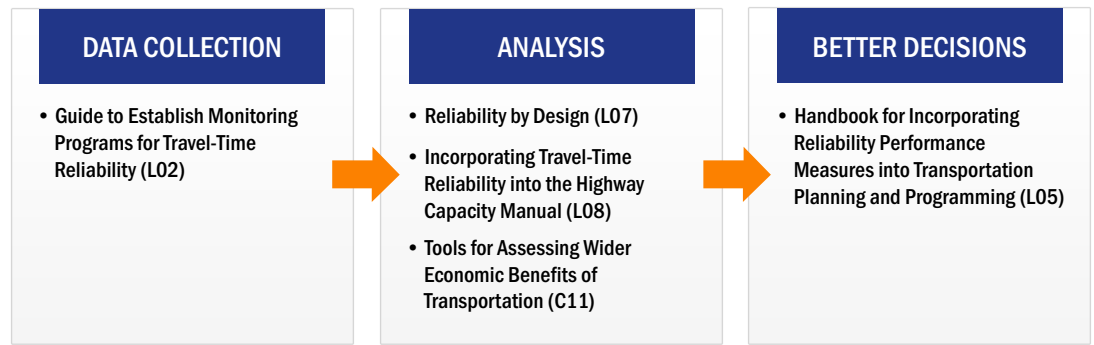 DATA COLLECTION
• Guide to Establish Monitoring
Programs for Travel-Time
Reliability (L02)
ANALYSIS
• Reliability by Design (L07)
• Incorporating Travel-Time
Reliability into the Highway
Capacity Manual (L08)
• Tools for Assessing Wider
Economic Benefits of
Transportation (C11)
BETTER DECISIONS
• Handbook for Incorporating
Reliability Performance
Measures into Transportation
Planning and Programming (L05)